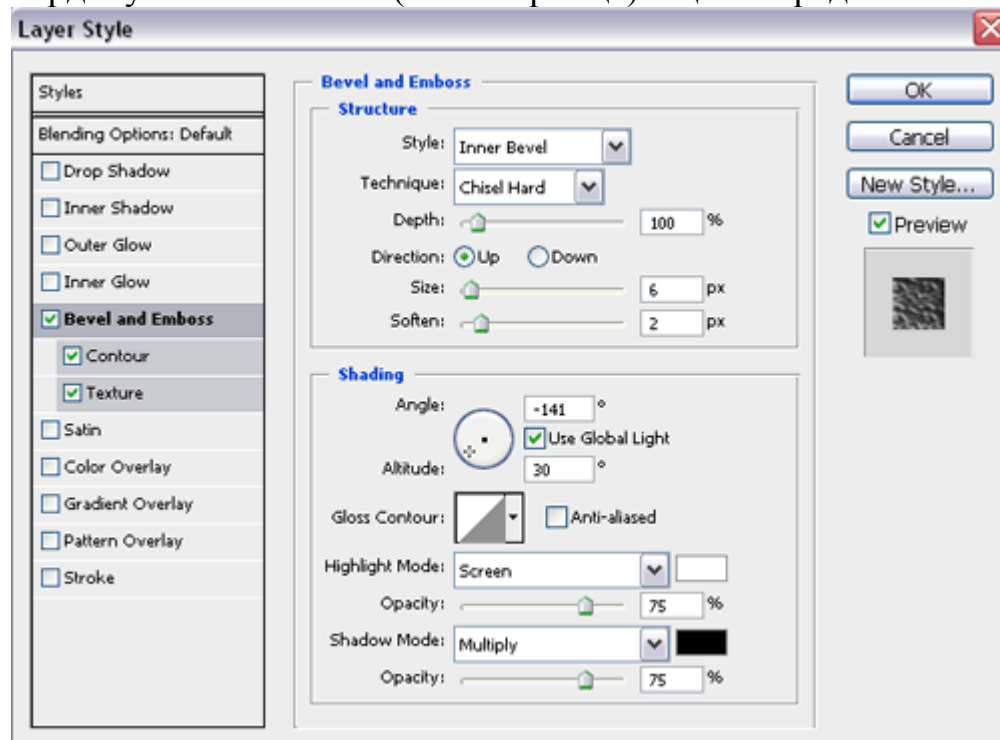 Layer Style
Styles
Blending Options: Default
Drop Shadow
Inner Shadow
Outer Glow
Inner Glow
Bevel and Emboss
Contour
Texture
Satin
Color Overlay
Gradient Overlay
Pattern Overlay
Stroke
Bevel and Emboss
Structure
Style: Inner Bevel
Technique: Chisel Hard
Depth: 100 %
Direction: Up Down
Size: 6 px
Soften: 2 px
Shading
Angle: -141 °
Use Global Light
Altitude: 30 °
Gloss Contour: Anti-aliased
Highlight Mode: Screen
Opacity: 75 %
Shadow Mode: Multiply
Opacity: 75 %
OK
Cancel
New Style...
Preview